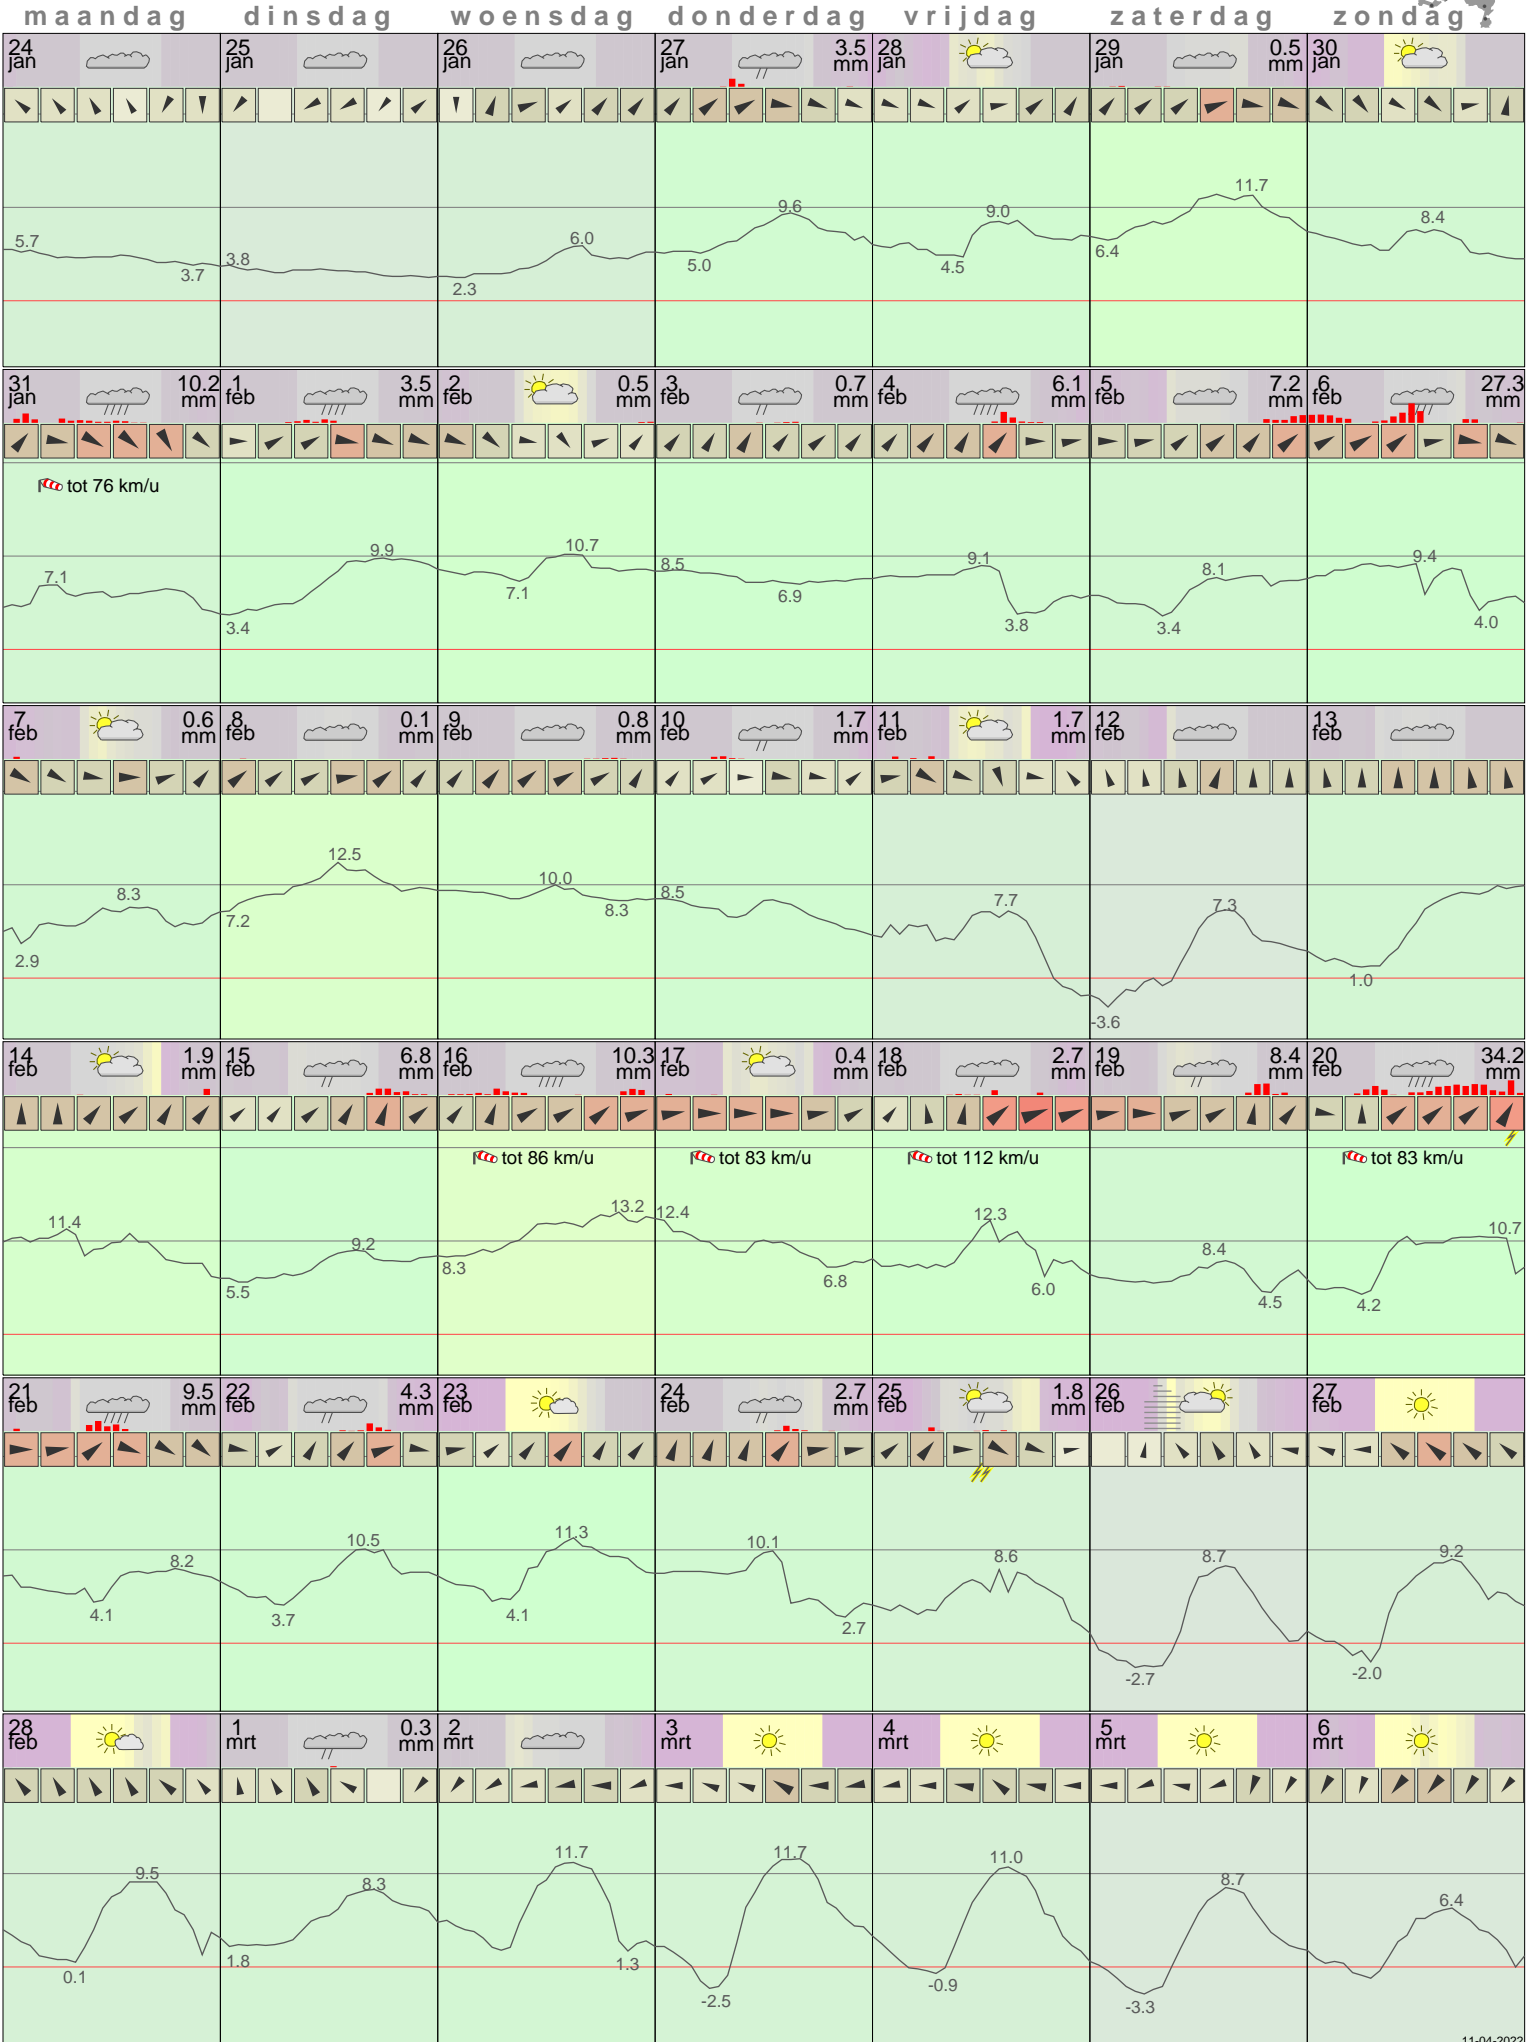 maandag dinsdag woensdag donderdag vrijdag zaterdag zondag
24 jan 25 jan 26 jan 27 jan 3.5 mm 28 jan 29 jan 0.5 mm 30 jan
5.7 3.7 3.8 2.3 6.0 5.0 9.6 4.5 9.0 6.4 11.7 8.4
31 jan 10.2 mm 1 feb 3.5 mm 2 feb 0.5 mm 3 feb 0.7 mm 4 feb 6.1 mm 5 feb 7.2 mm 6 feb 27.3 mm
tot 76 km/u
7.1 3.4 9.9 7.1 10.7 8.5 6.9 9.1 3.8 3.4 8.1 9.4 4.0
7 feb 0.6 mm 8 feb 0.1 mm 9 feb 0.8 mm 10 feb 1.7 mm 11 feb 1.7 mm 12 feb 13 feb
2.9 8.3 7.2 12.5 10.0 8.3 8.5 7.7 -3.6 7.3 1.0
14 feb 1.9 mm 15 feb 6.8 mm 16 feb 10.3 mm 17 feb 0.4 mm 18 feb 2.7 mm 19 feb 8.4 mm 20 feb 34.2 mm
tot 86 km/u tot 83 km/u tot 112 km/u tot 83 km/u
11.4 5.5 9.2 8.3 13.2 12.4 6.8 12.3 6.0 8.4 4.5 4.2 10.7
21 feb 9.5 mm 22 feb 4.3 mm 23 feb 24 feb 2.7 mm 25 feb 1.8 mm 26 feb 27 feb
4.1 8.2 3.7 10.5 4.1 11.3 10.1 2.7 8.6 -2.7 8.7 -2.0 9.2
28 feb 1 mrt 0.3 mm 2 mrt 3 mrt 4 mrt 5 mrt 6 mrt
0.1 9.5 1.8 8.3 11.7 1.3 -2.5 11.7 -0.9 11.0 -3.3 8.7 6.4
11-04-2022